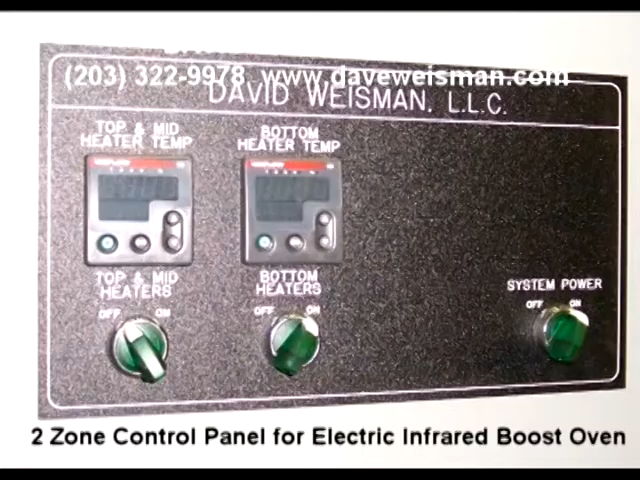 (203) 322-9978 www.daveweisman.com
DAVID WEISMAN, L.L.C.
TOP & MID
HEATER TEMP
BOTTOM
HEATER TEMP
TOP & MID
HEATERS
BOTTOM
HEATERS
SYSTEM POWER
OFF ON
OFF ON
OFF ON
2 Zone Control Panel for Electric Infrared Boost Oven